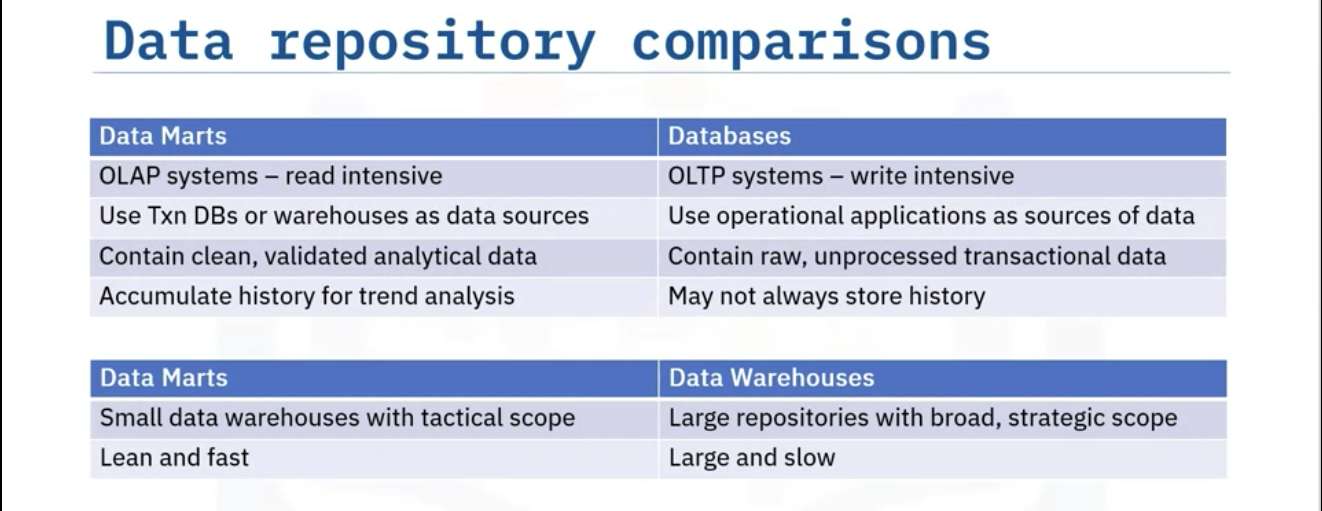 Data repository comparisons
Data Marts Databases
OLAP systems – read intensive OLTP systems – write intensive
Use Txn DBs or warehouses as data sources Use operational applications as sources of data
Contain clean, validated analytical data Contain raw, unprocessed transactional data
Accumulate history for trend analysis May not always store history
Data Marts Data Warehouses
Small data warehouses with tactical scope Large repositories with broad, strategic scope
Lean and fast Large and slow